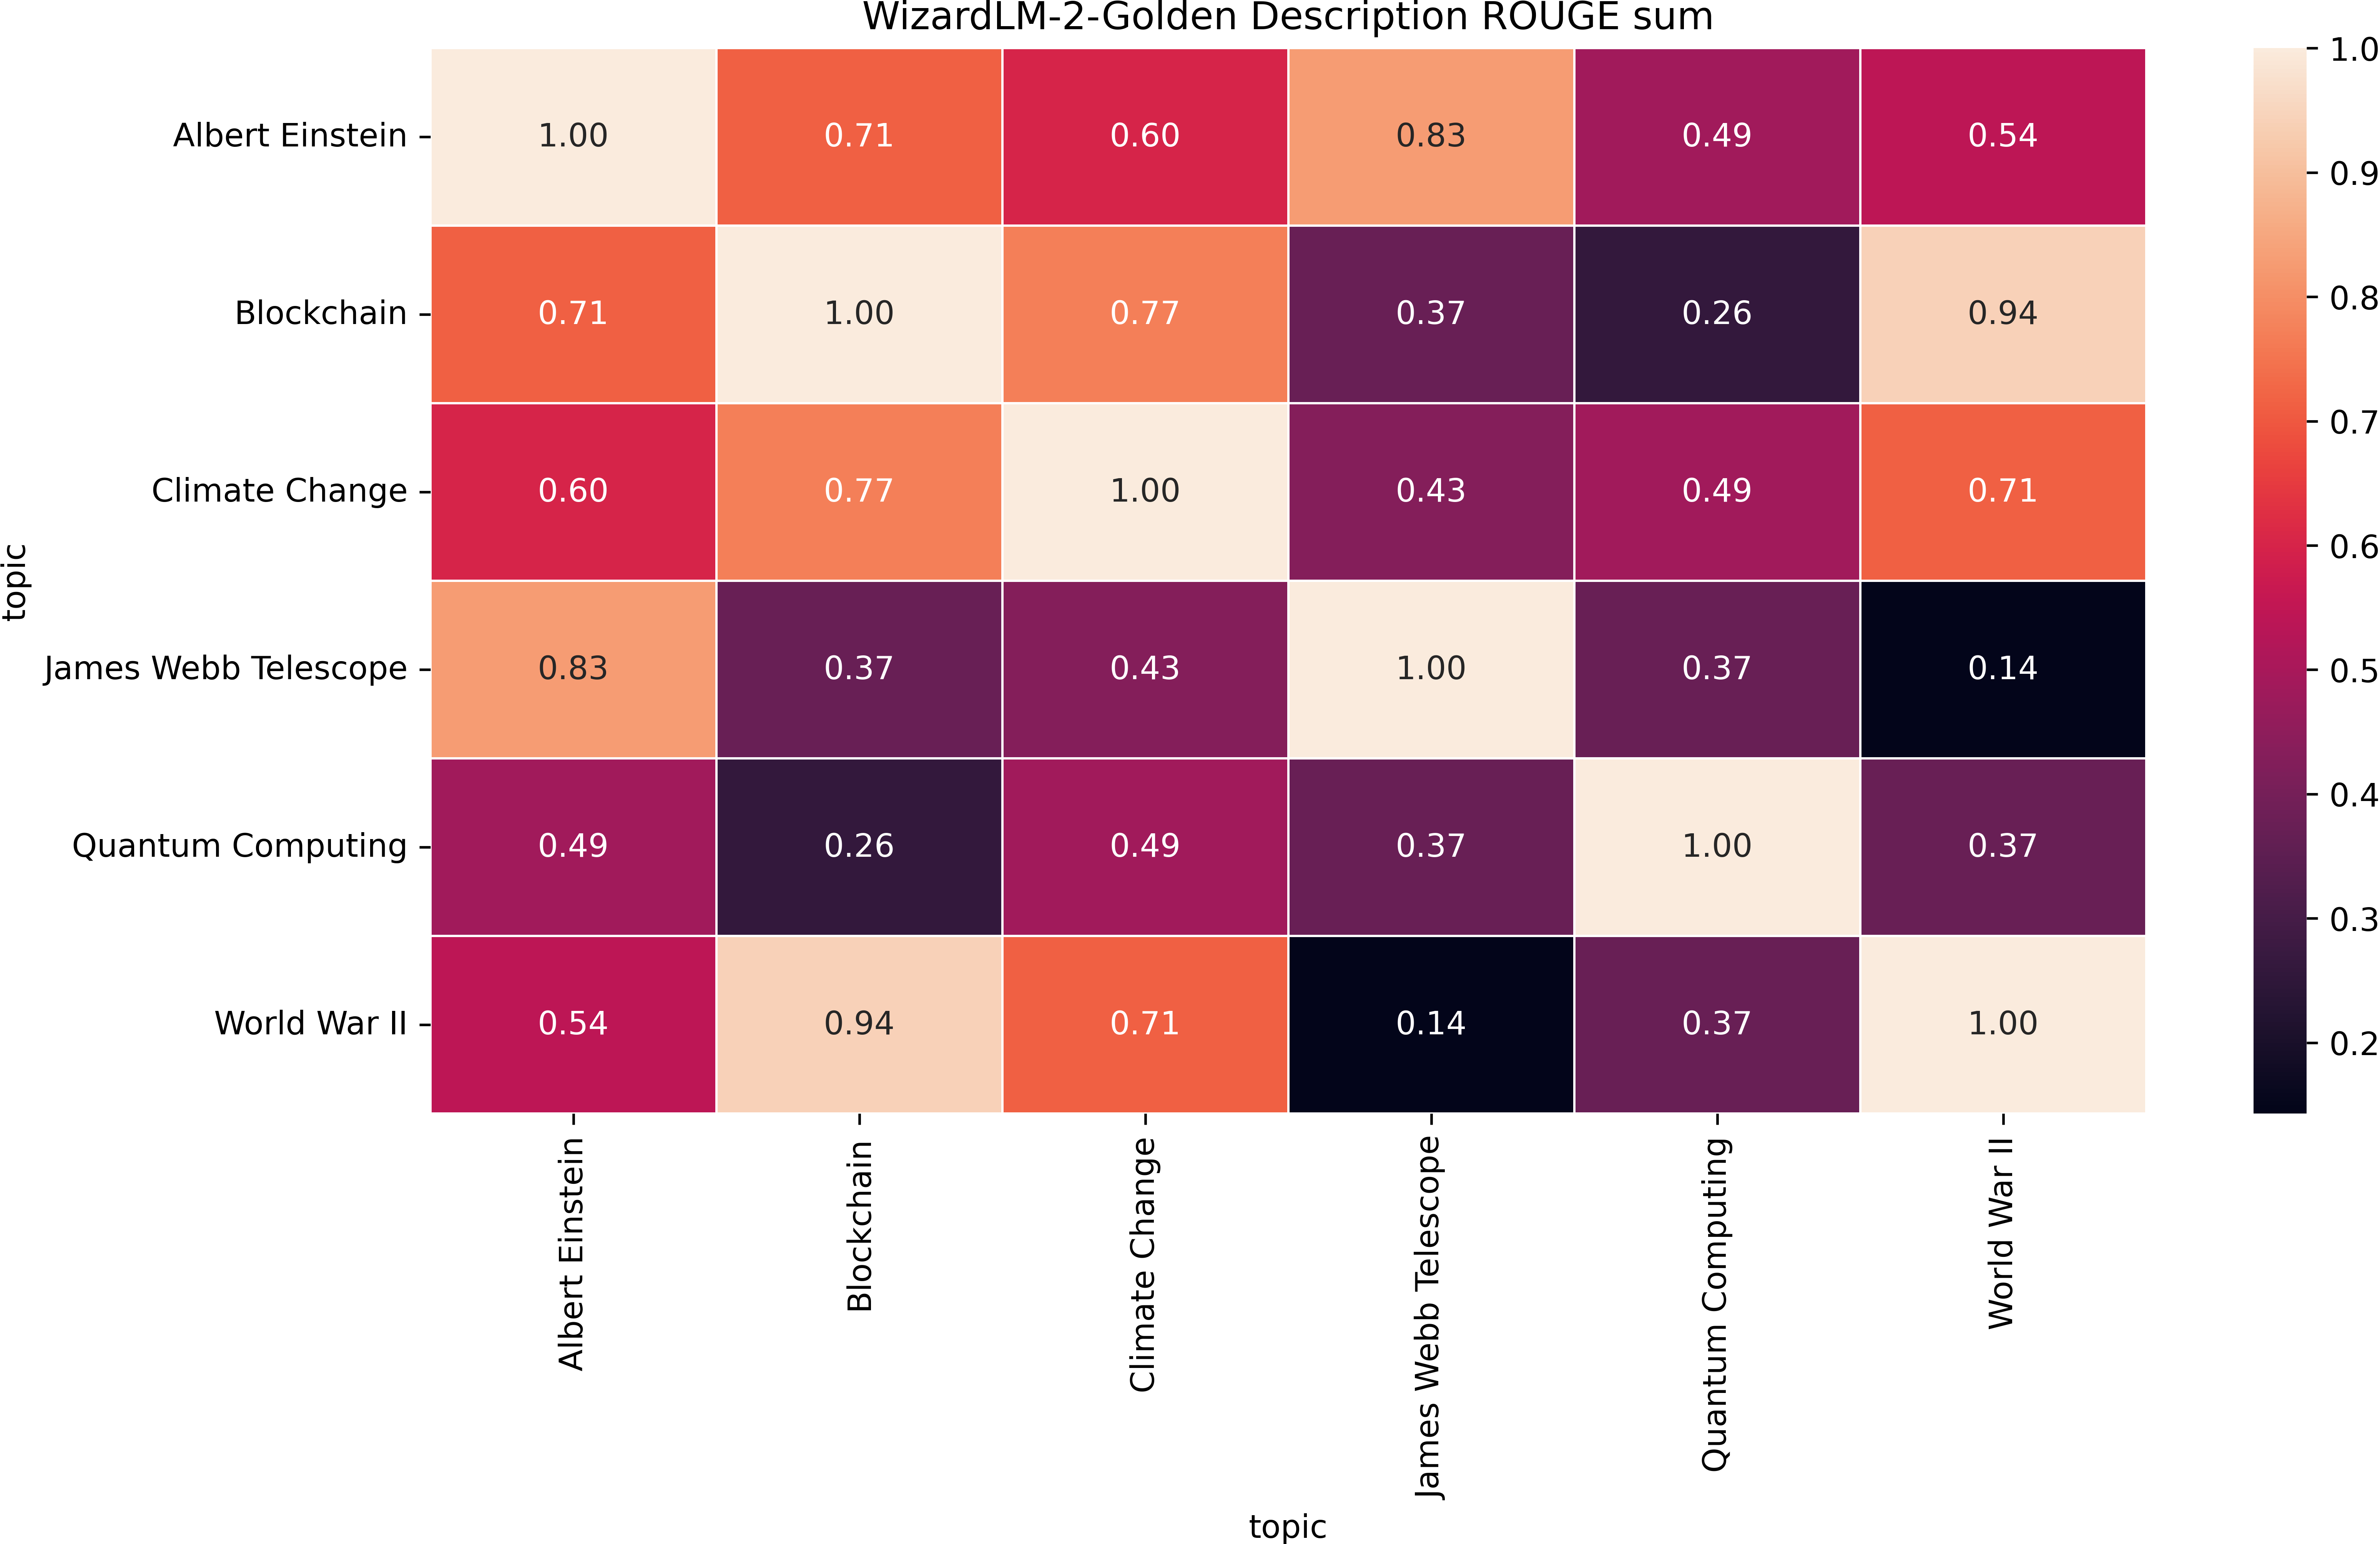 WizardLM-2-Golden Description ROUGE sum
Albert Einstein 1.00 0.71 0.60 0.83 0.49 0.54
Blockchain 0.71 1.00 0.77 0.37 0.26 0.94
Climate Change 0.60 0.77 1.00 0.43 0.49 0.71
James Webb Telescope 0.83 0.37 0.43 1.00 0.37 0.14
Quantum Computing 0.49 0.26 0.49 0.37 1.00 0.37
World War II 0.54 0.94 0.71 0.14 0.37 1.00
topic
Albert Einstein
Blockchain
Climate Change
James Webb Telescope
Quantum Computing
World War II
topic
1.0
0.9
0.8
0.7
0.6
0.5
0.4
0.3
0.2